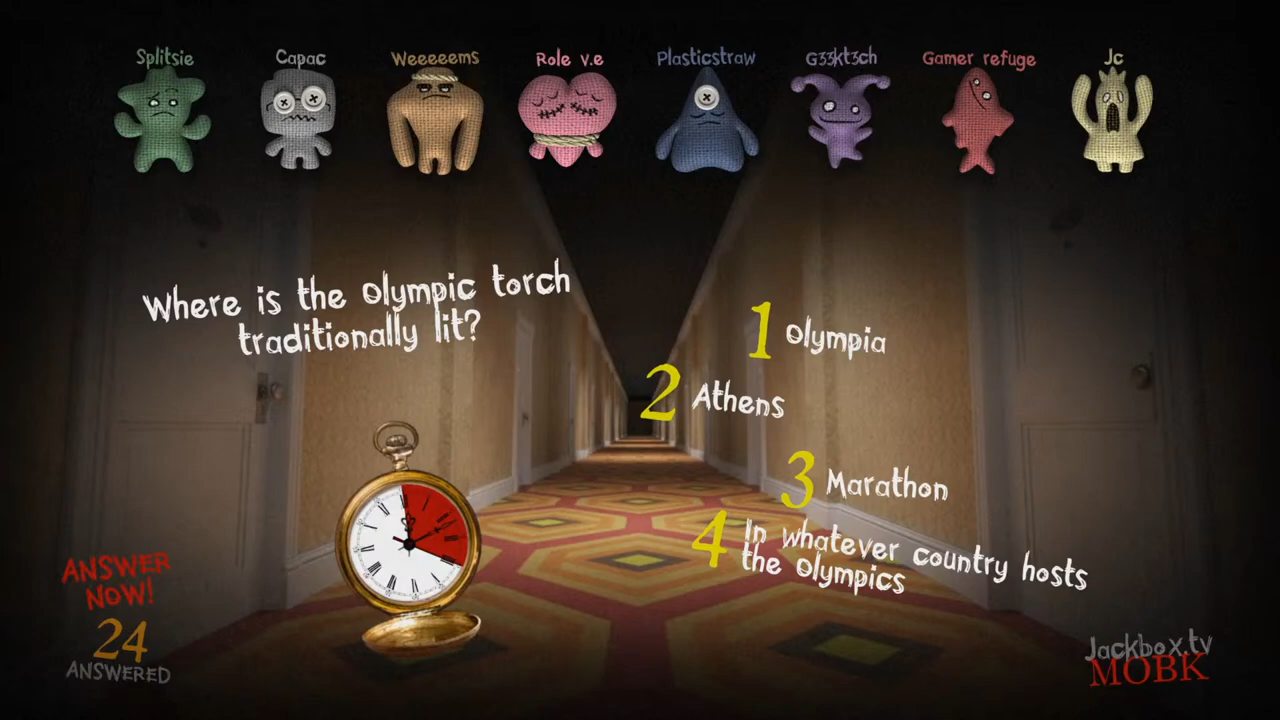 Splitsie
Capac
Weeeeems
Role v.e
Plasticstraw
G33kt3ch
Gamer refuge
Jc
Where is the Olympic torch
traditionally lit?
1 Olympia
2 Athens
3 Marathon
4 In whatever country hosts
the Olympics
ANSWER
NOW!
24
ANSWERED
Jackbox.tv
MOBK